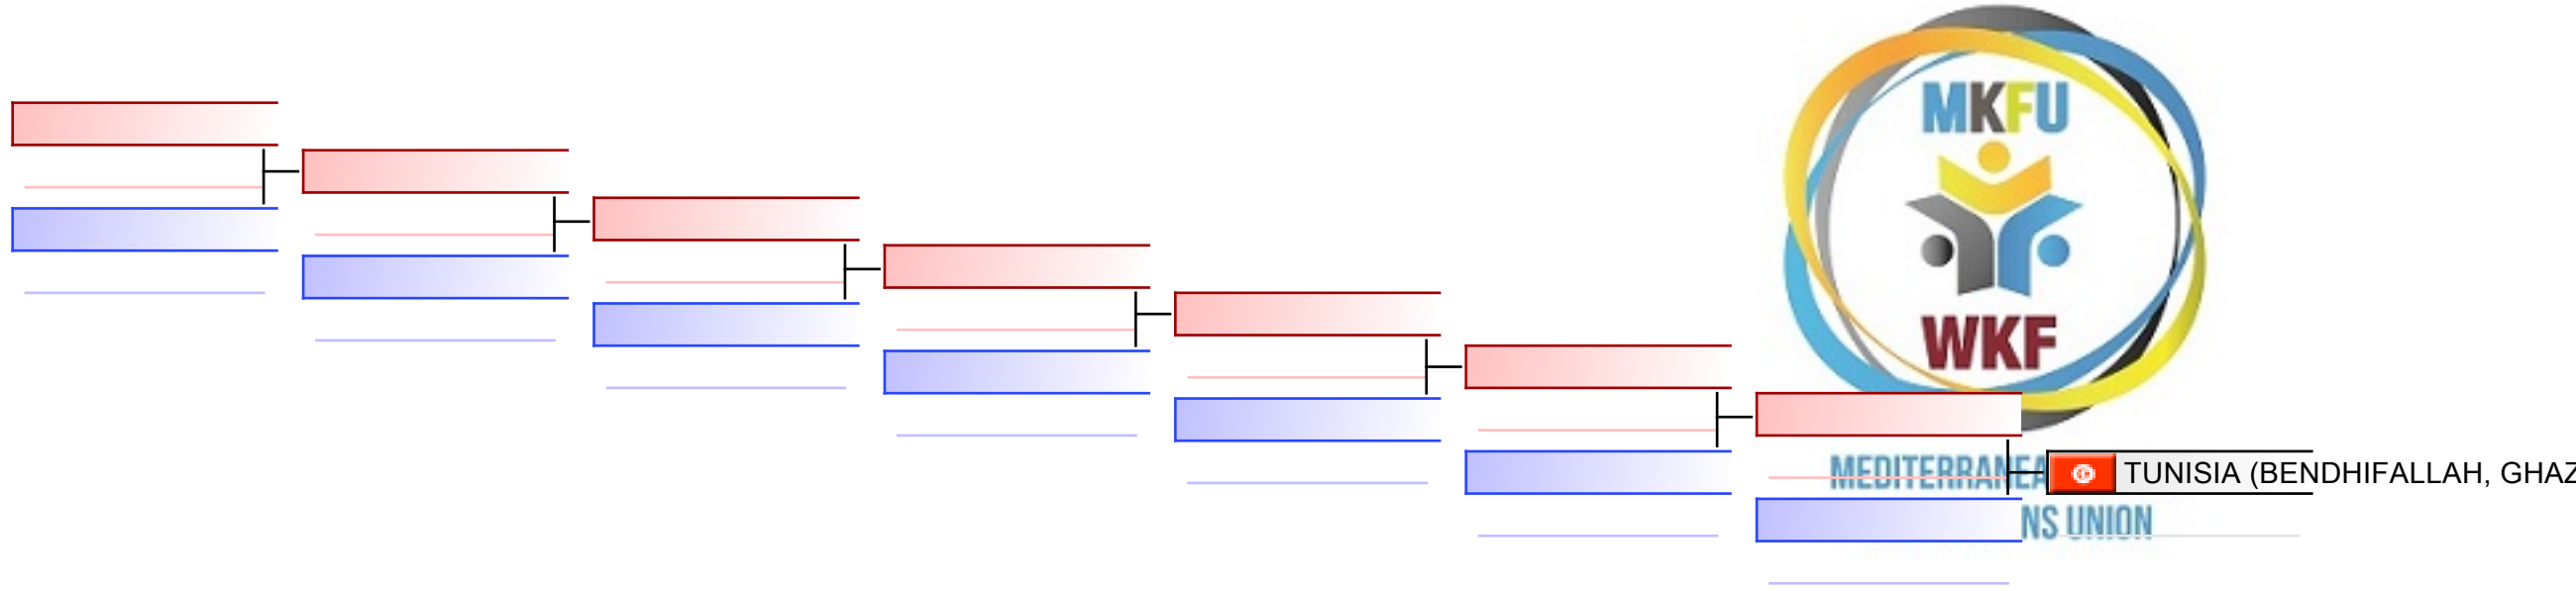 MKFU
WKF
MEDITERRANEA
TUNISIA (BENDHIFALLAH, GHAZ
NS UNION